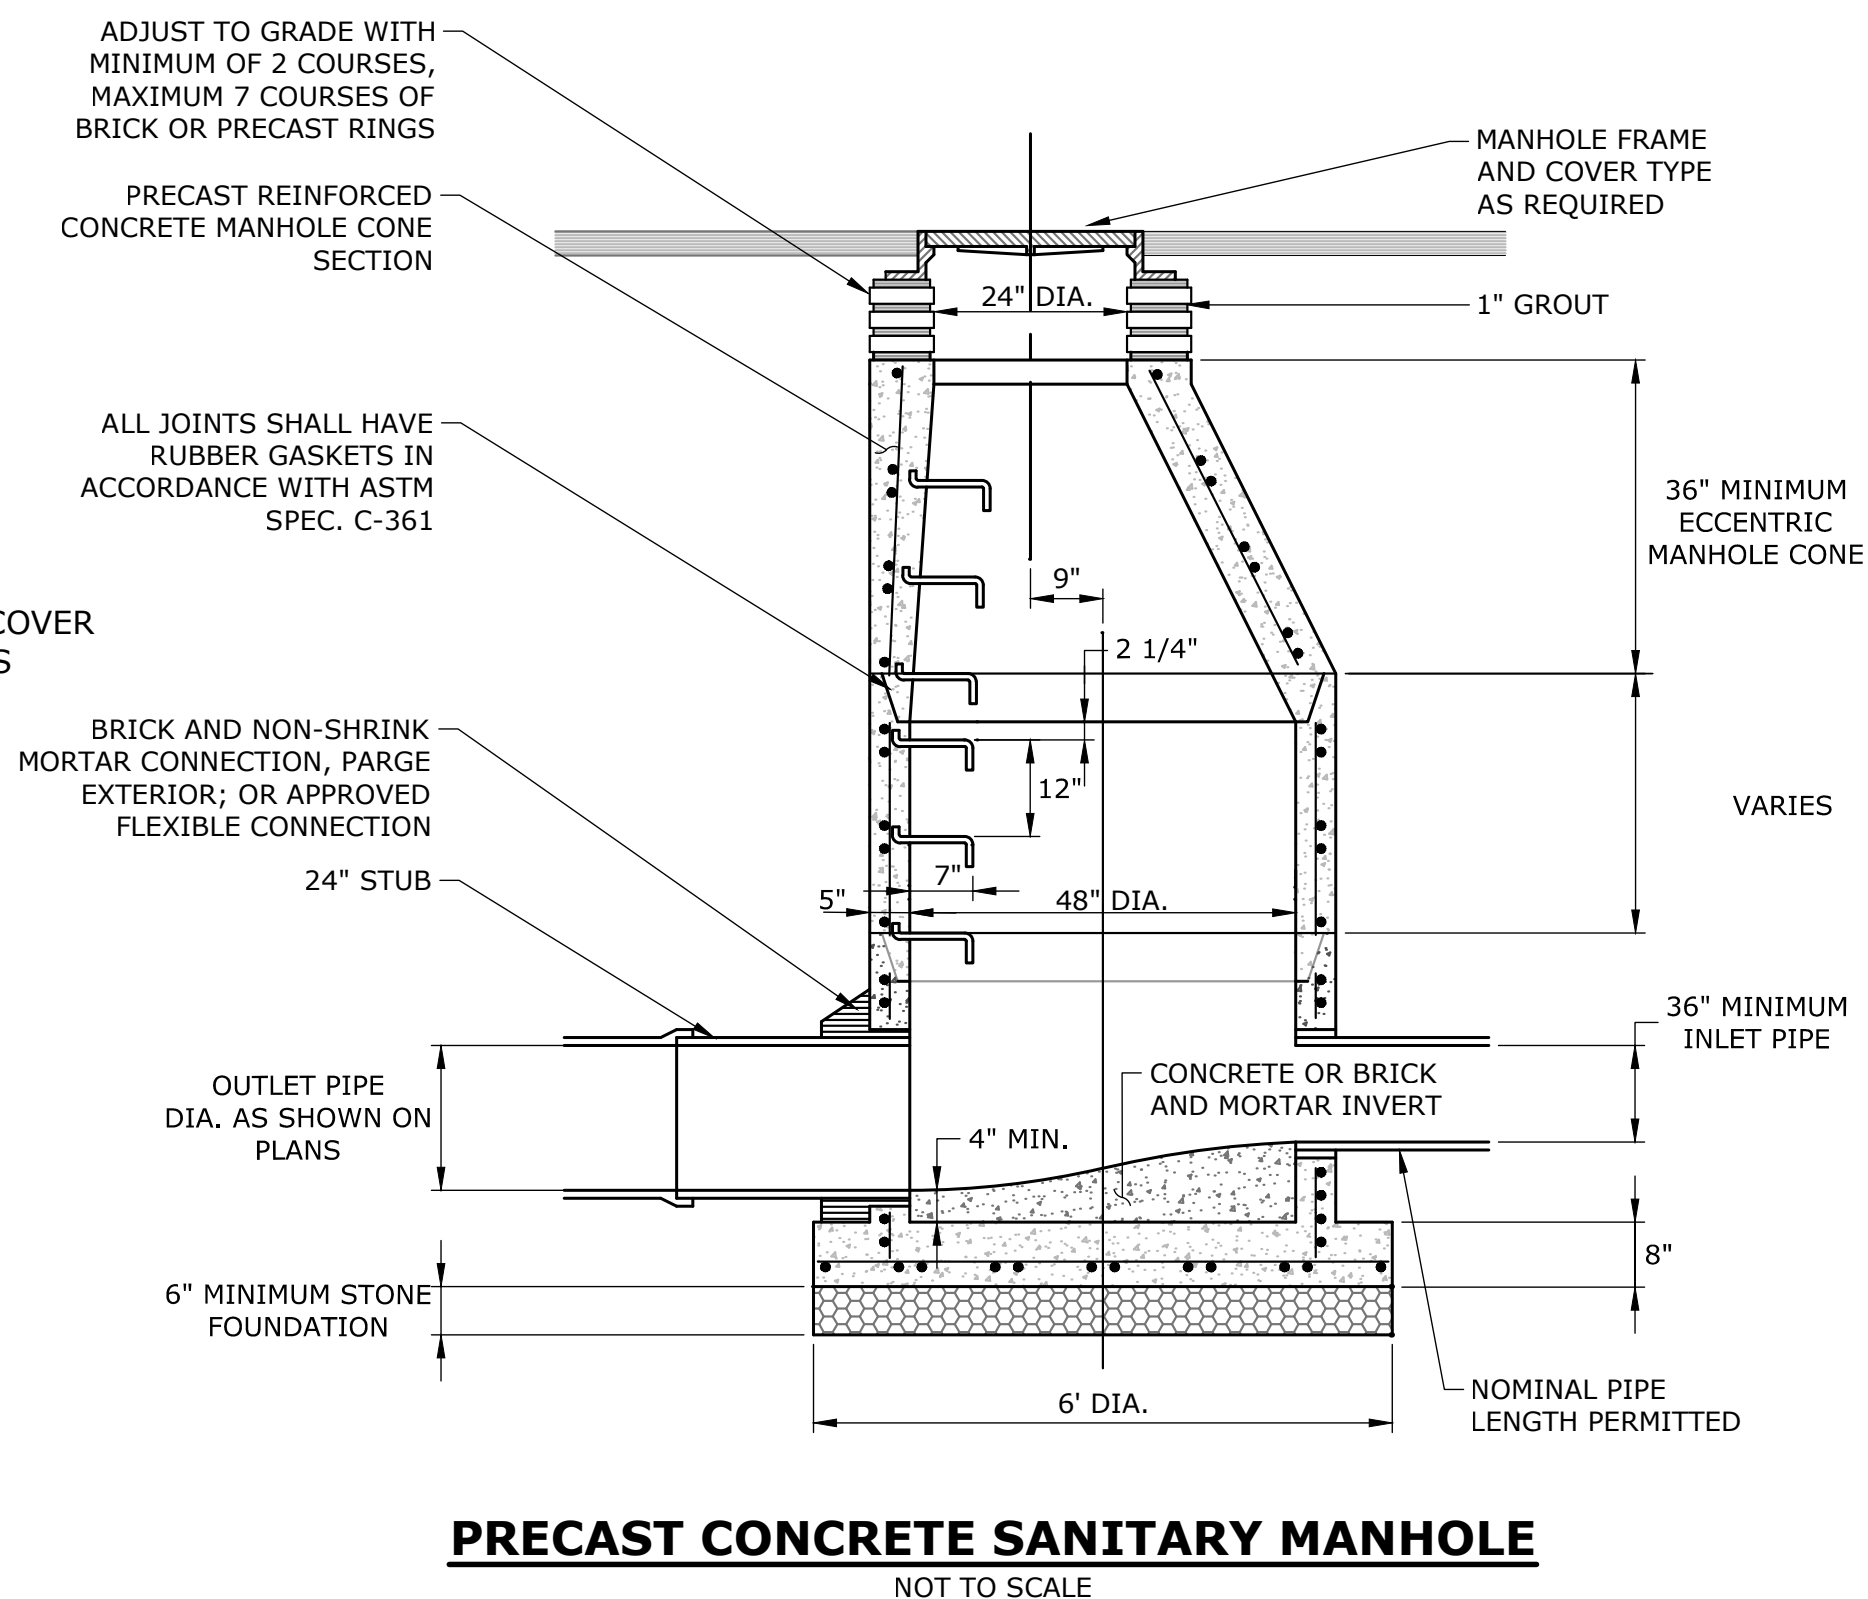 ADJUST TO GRADE WITH
MINIMUM OF 2 COURSES,
MAXIMUM 7 COURSES OF
BRICK OR PRECAST RINGS
PRECAST REINFORCED
CONCRETE MANHOLE CONE
SECTION
ALL JOINTS SHALL HAVE
RUBBER GASKETS IN
ACCORDANCE WITH ASTM
SPEC. C-361
COVER
S
BRICK AND NON-SHRINK
MORTAR CONNECTION, PARGE
EXTERIOR; OR APPROVED
FLEXIBLE CONNECTION
24" STUB
OUTLET PIPE
DIA. AS SHOWN ON
PLANS
6" MINIMUM STONE
FOUNDATION
24" DIA.
9"
2 1/4"
12"
7"
5"
48" DIA.
CONCRETE OR BRICK
AND MORTAR INVERT
4" MIN.
6' DIA.
MANHOLE FRAME
AND COVER TYPE
AS REQUIRED
1" GROUT
36" MINIMUM
ECCENTRIC
MANHOLE CONE
VARIES
36" MINIMUM
INLET PIPE
8"
NOMINAL PIPE
LENGTH PERMITTED
PRECAST CONCRETE SANITARY MANHOLE
NOT TO SCALE